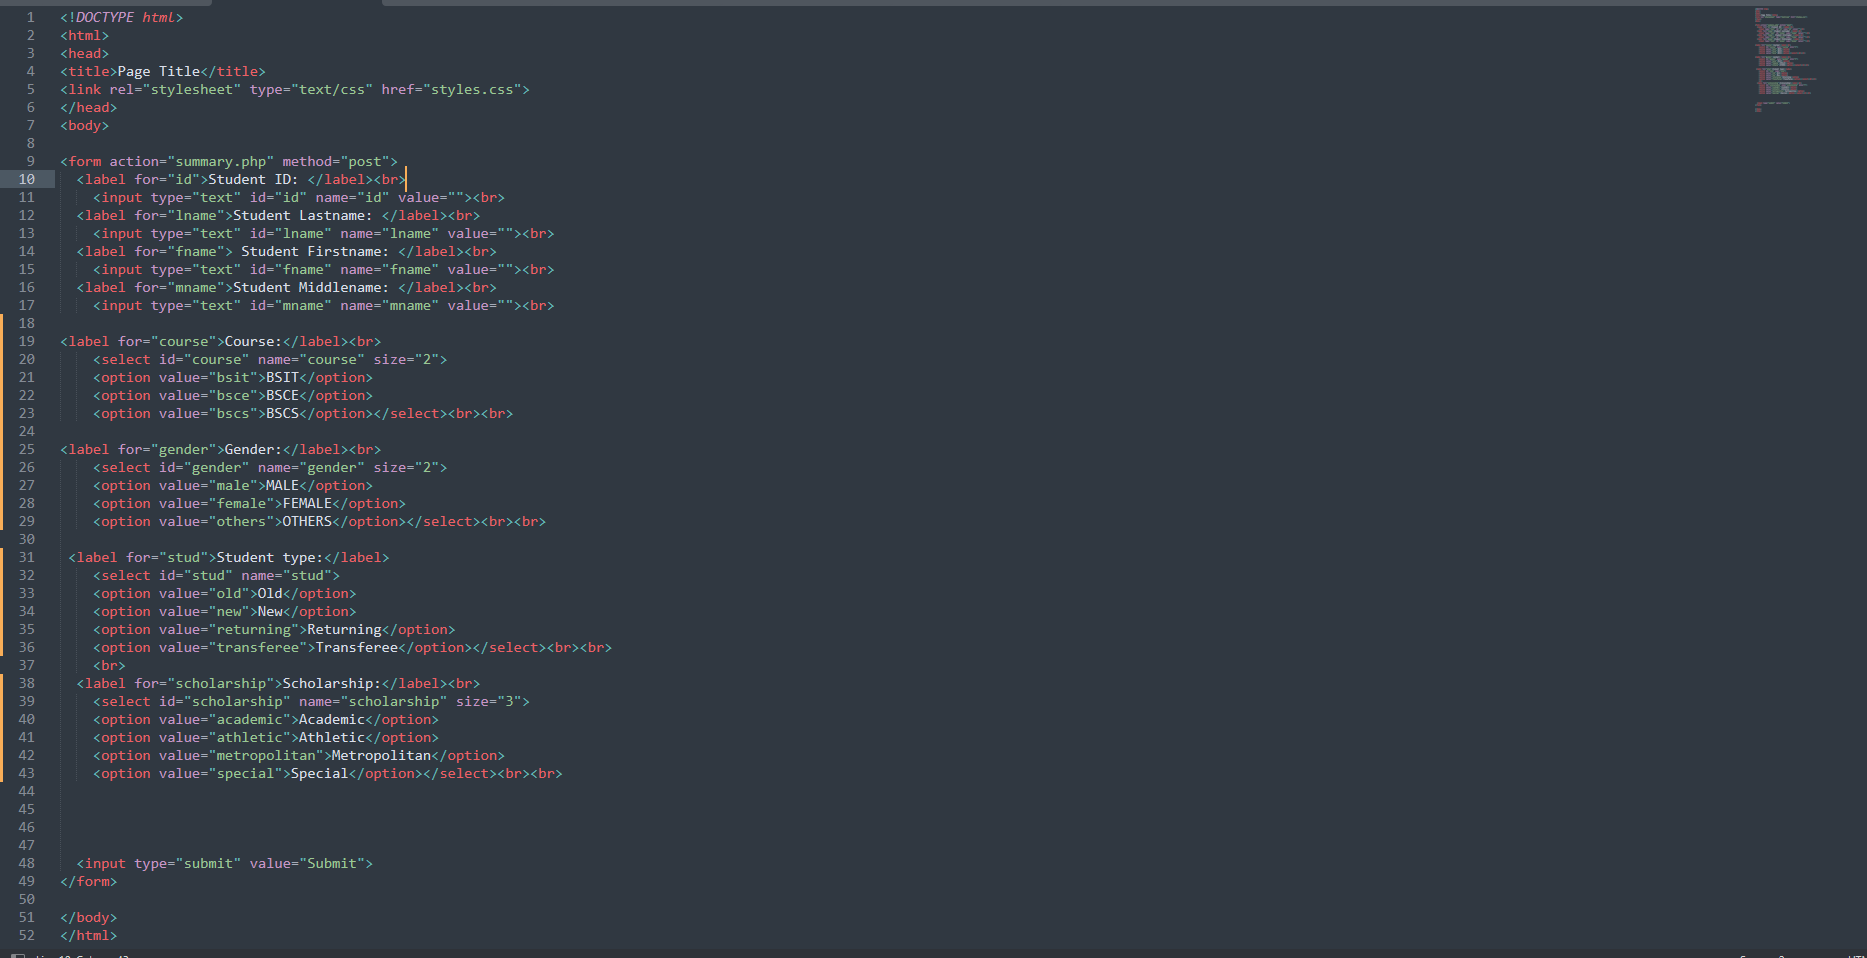 1 <!DOCTYPE html>
2 <html>
3 <head>
4 <title>Page Title</title>
5 <link rel="stylesheet" type="text/css" href="styles.css">
6 </head>
7 <body>
8
9 <form action="summary.php" method="post">
10 <label for="id">Student ID: </label><br>
11 <input type="text" id="id" name="id" value=""><br>
12 <label for="lname">Student Lastname: </label><br>
13 <input type="text" id="lname" name="lname" value=""><br>
14 <label for="fname"> Student Firstname: </label><br>
15 <input type="text" id="fname" name="fname" value=""><br>
16 <label for="mname">Student Middlename: </label><br>
17 <input type="text" id="mname" name="mname" value=""><br>
18
19 <label for="course">Course:</label><br>
20 <select id="course" name="course" size="2">
21 <option value="bsit">BSIT</option>
22 <option value="bsce">BSCE</option>
23 <option value="bscs">BSCS</option></select><br><br>
24
25 <label for="gender">Gender:</label><br>
26 <select id="gender" name="gender" size="2">
27 <option value="male">MALE</option>
28 <option value="female">FEMALE</option>
29 <option value="others">OTHERS</option></select><br><br>
30
31 <label for="stud">Student type:</label>
32 <select id="stud" name="stud">
33 <option value="old">Old</option>
34 <option value="new">New</option>
35 <option value="returning">Returning</option>
36 <option value="transferee">Transferee</option></select><br><br>
37 <br>
38 <label for="scholarship">Scholarship:</label><br>
39 <select id="scholarship" name="scholarship" size="3">
40 <option value="academic">Academic</option>
41 <option value="athletic">Athletic</option>
42 <option value="metropolitan">Metropolitan</option>
43 <option value="special">Special</option></select><br><br>
44
45
46
47
48 <input type="submit" value="Submit">
49 </form>
50
51 </body>
52 </html>